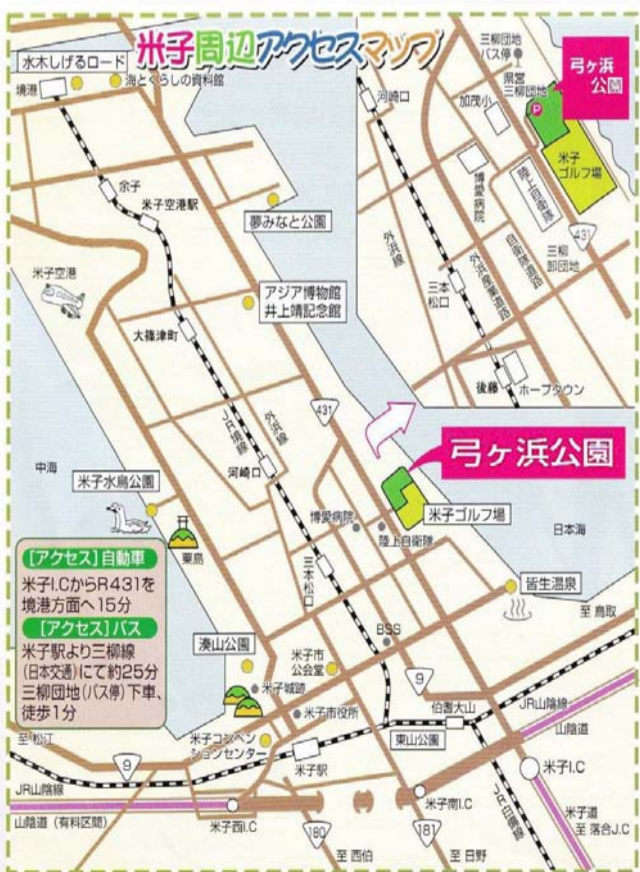 米子周辺アクセスマップ
水木しげるロード
境港
海とくらしの資料館
余子
米子空港駅
夢みなと公園
米子空港
アジア博物館
井上靖記念館
大篠津町
JR境線
外浜線
431
河崎口
中海
米子水鳥公園
粟島
博愛病院
陸上自衛隊
三本松口
弓ヶ浜公園
米子ゴルフ場
日本海
皆生温泉
至 鳥取
[アクセス]自動車
米子I.CからR431を
境港方面へ15分
[アクセス]バス
米子駅より三柳線
(日本交通)にて約25分
三柳団地(バス停)下車、
徒歩1分
湊山公園
米子市
公会堂
BSS
米子城跡
米子市役所
9
伯耆大山
JR山陰線
山陰道
東山公園
米子コンベン
ションセンター
至 松江
9
米子駅
米子I.C
JR山陰線
山陰道(有料区間)
米子西I.C
米子南I.C
JR伯備線
米子道
至 落合J.C
180
至 西伯
181
至 日野
三柳団地
バス停
県営
三柳団地
P
弓ヶ浜
公園
河崎口
加茂小
博愛病院
陸上自衛隊
米子
ゴルフ場
外浜線
外浜産業道路
自衛隊道路
431
三柳
卸団地
三本
松口
後藤
ホープタウン